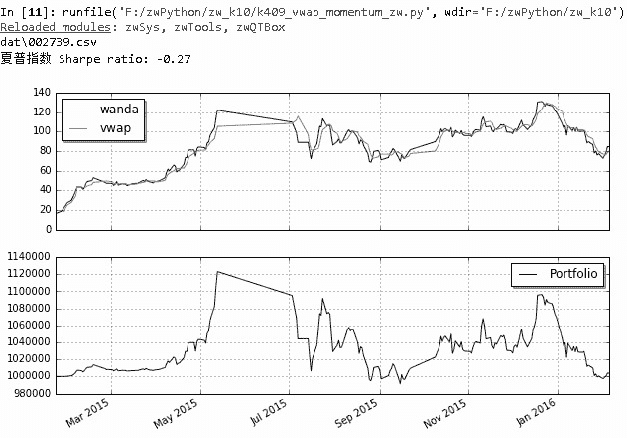 In [11]: runfile('F:/zwPython/zw_k10/k409_vwap_momentum_zw.py', wdir='F:/zwPython/zw_k10')
Reloaded modules: zwSys, zwTools, zwQTBox
dat\002739.csv
夏普指数 Sharpe ratio: -0.27
140
120
100
80
60
40
20
0
wanda
vwap
1140000
1120000
1100000
1080000
1060000
1040000
1020000
1000000
980000
Portfolio
Mar 2015
May 2015
Jul 2015
Sep 2015
Nov 2015
Jan 2016